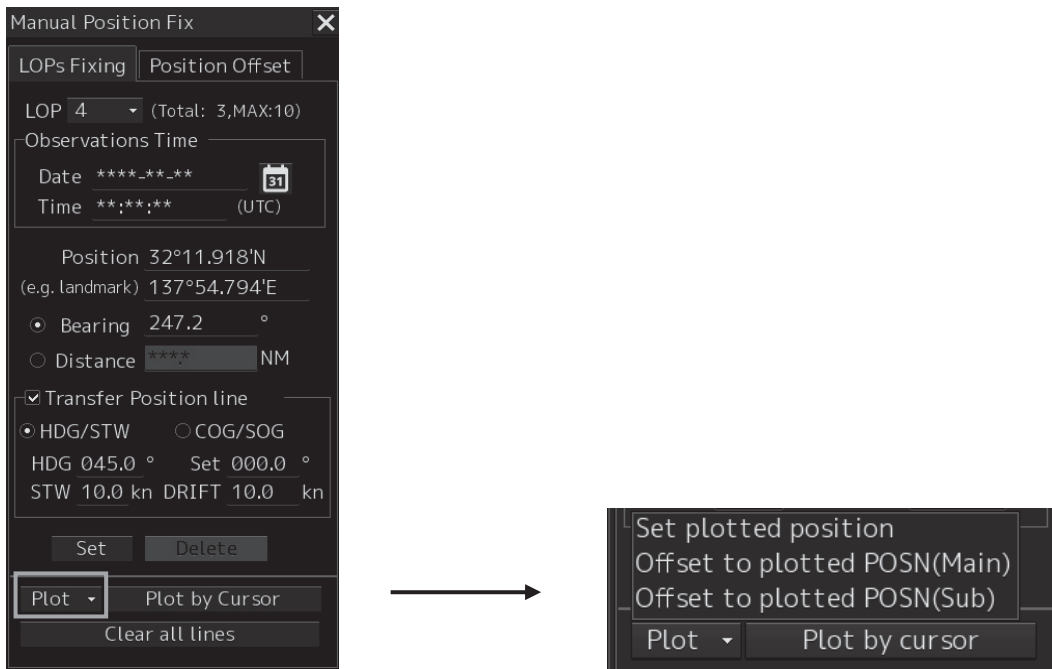 Manual Position Fix
LOPs Fixing Position Offset
LOP 4 (Total: 3,MAX:10)
Observations Time
Date ****-**-**
31
Time **:**:** (UTC)
Position 32°11.918'N
(e.g. landmark) 137°54.794'E
Bearing 247.2 °
Distance ***.* NM
Transfer Position line
HDG/STW COG/SOG
HDG 045.0 ° Set 000.0 °
STW 10.0 kn DRIFT 10.0 kn
Set Delete
Plot Plot by Cursor
Clear all lines
Set plotted position
Offset to plotted POSN(Main)
Offset to plotted POSN(Sub)
Plot Plot by cursor